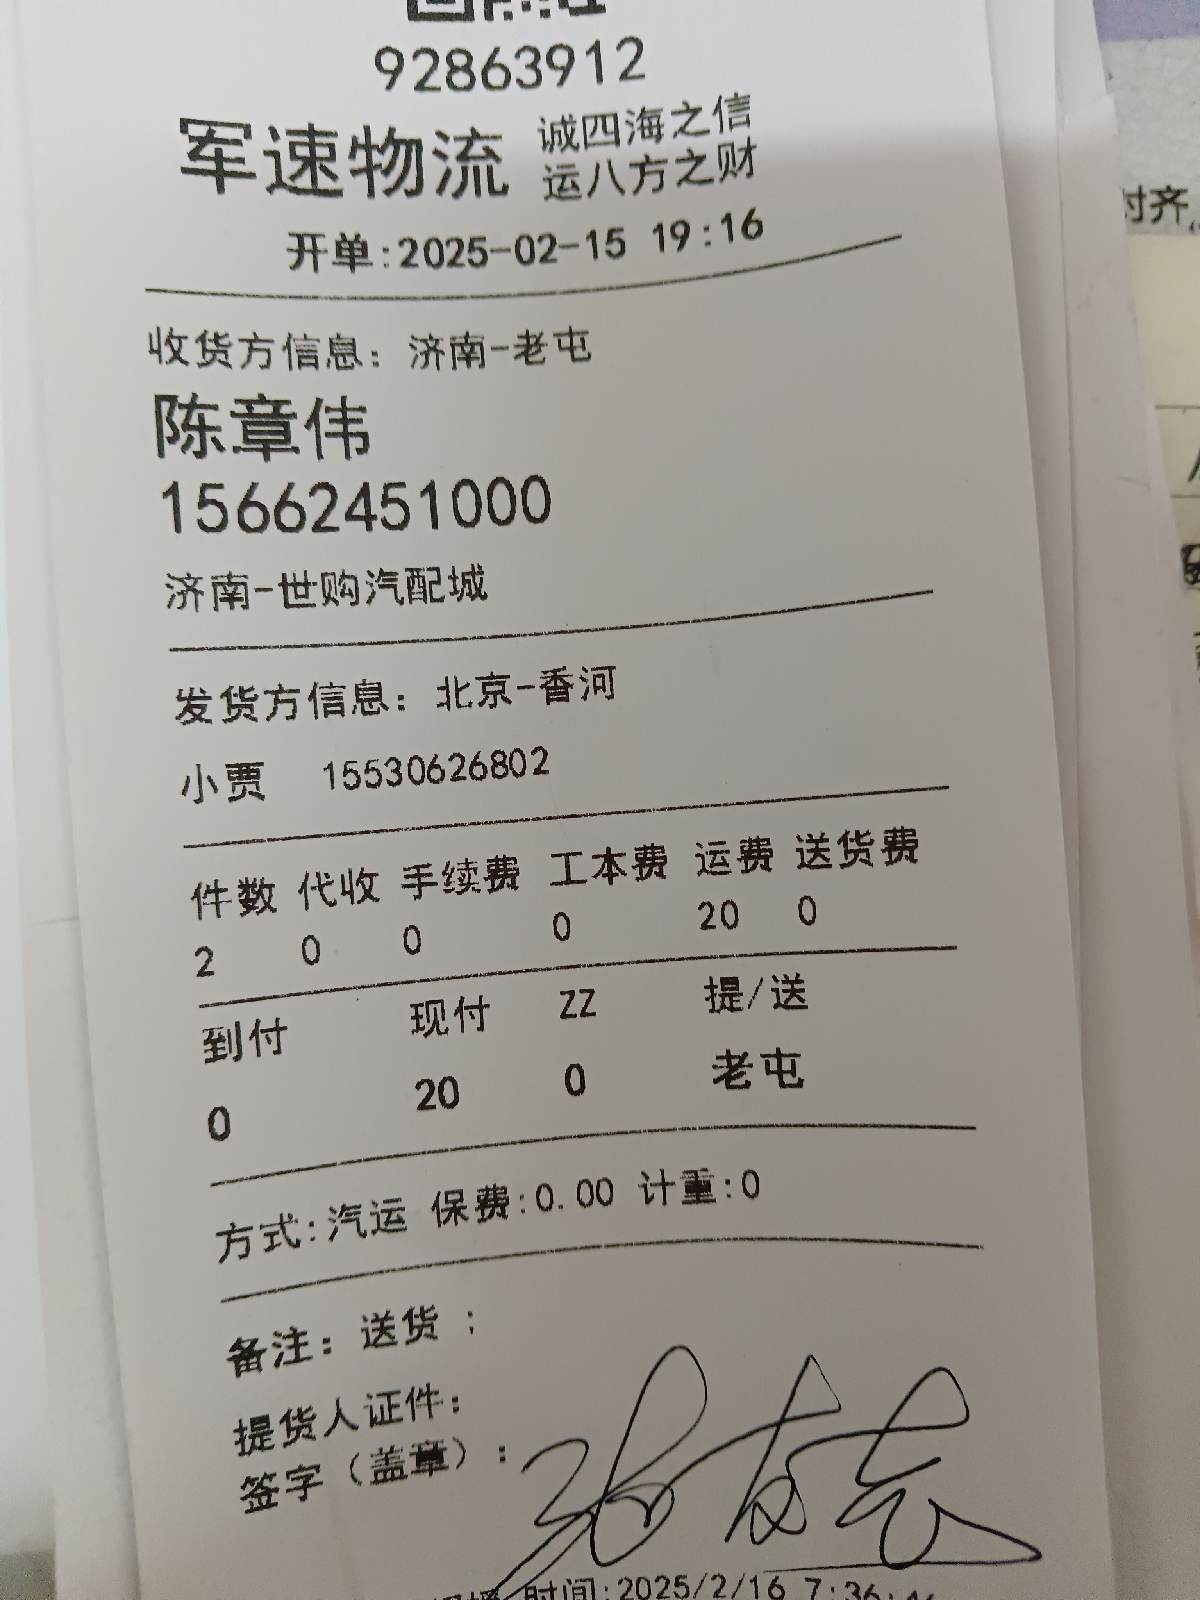 92863912
军速物流 诚四海之信
运八方之财
开单:2025-02-15 19:16
收货方信息: 济南-老屯
陈章伟
15662451000
济南-世购汽配城
发货方信息: 北京-香河
小贾 15530626802
件数 代收 手续费 工本费 运费 送货费
2 0 0 0 20 0
到付 现付 ZZ 提/送
0 20 0 老屯
方式:汽运 保费:0.00 计重:0
备注: 送货 ;
提货人证件:
签字(盖章):
时间:2025/2/16 7:36:
对齐